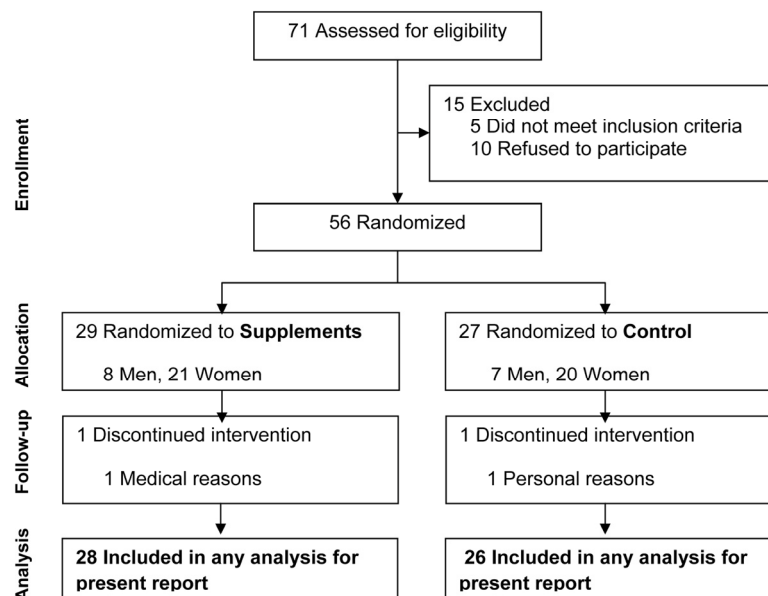 71 Assessed for eligibility
15 Excluded
5 Did not meet inclusion criteria
10 Refused to participate
Enrollment
56 Randomized
Allocation
29 Randomized to Supplements
8 Men, 21 Women
27 Randomized to Control
7 Men, 20 Women
Follow-up
1 Discontinued intervention
1 Medical reasons
1 Discontinued intervention
1 Personal reasons
Analysis
28 Included in any analysis for
present report
26 Included in any analysis for
present report